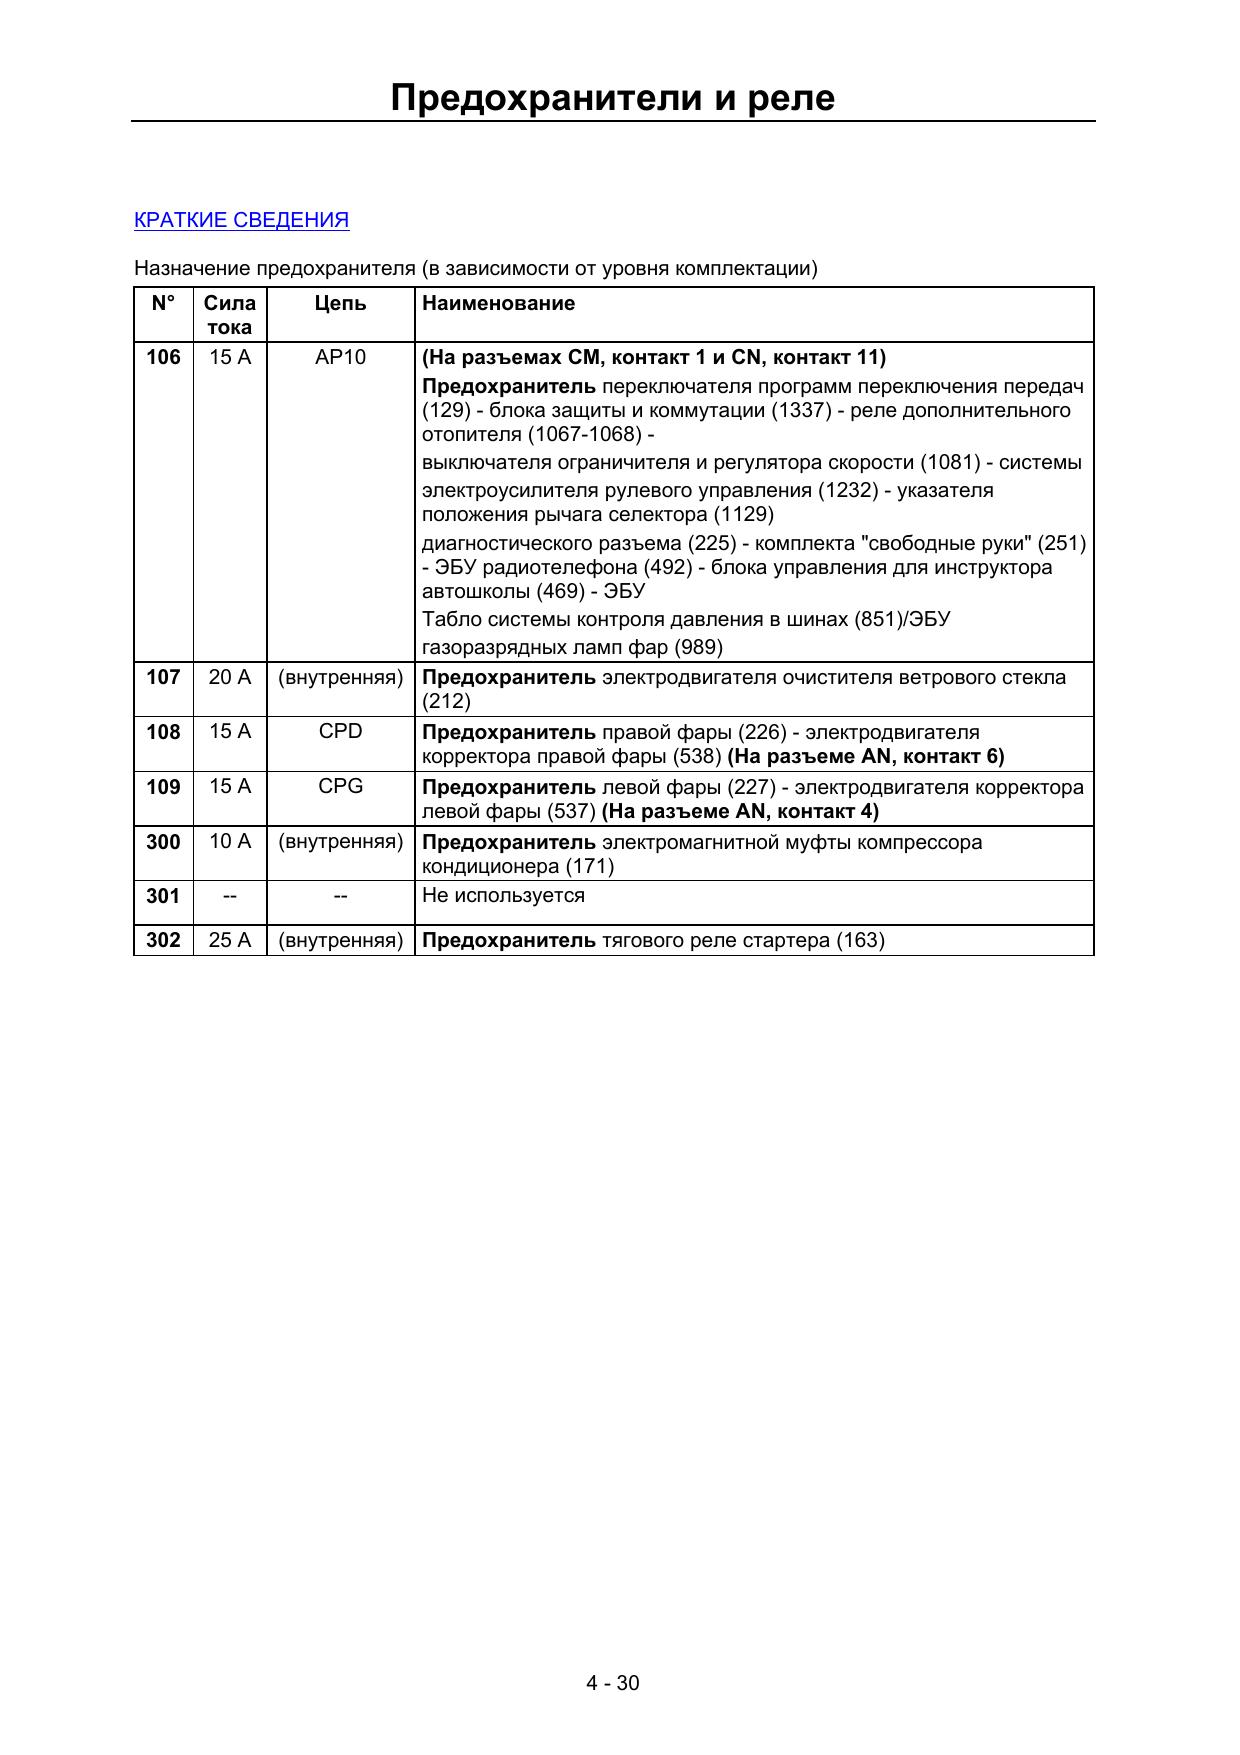 Предохранители и реле
КРАТКИЕ СВЕДЕНИЯ
Назначение предохранителя (в зависимости от уровня комплектации)
N° Сила тока Цепь Наименование
106 15 A AP10 (На разъемах СМ, контакт 1 и CN, контакт 11)
Предохранитель переключателя программ переключения передач
(129) - блока защиты и коммутации (1337) - реле дополнительного
отопителя (1067-1068) -
выключателя ограничителя и регулятора скорости (1081) - системы
электроусилителя рулевого управления (1232) - указателя
положения рычага селектора (1129)
диагностического разъема (225) - комплекта "свободные руки" (251)
- ЭБУ радиотелефона (492) - блока управления для инструктора
автошколы (469) - ЭБУ
Табло системы контроля давления в шинах (851)/ЭБУ
газоразрядных ламп фар (989)
107 20 A (внутренняя) Предохранитель электродвигателя очистителя ветрового стекла
(212)
108 15 A CPD Предохранитель правой фары (226) - электродвигателя
корректора правой фары (538) (На разъеме AN, контакт 6)
109 15 A CPG Предохранитель левой фары (227) - электродвигателя корректора
левой фары (537) (На разъеме AN, контакт 4)
300 10 A (внутренняя) Предохранитель электромагнитной муфты компрессора
кондиционера (171)
301 -- -- Не используется
302 25 A (внутренняя) Предохранитель тягового реле стартера (163)
4 - 30